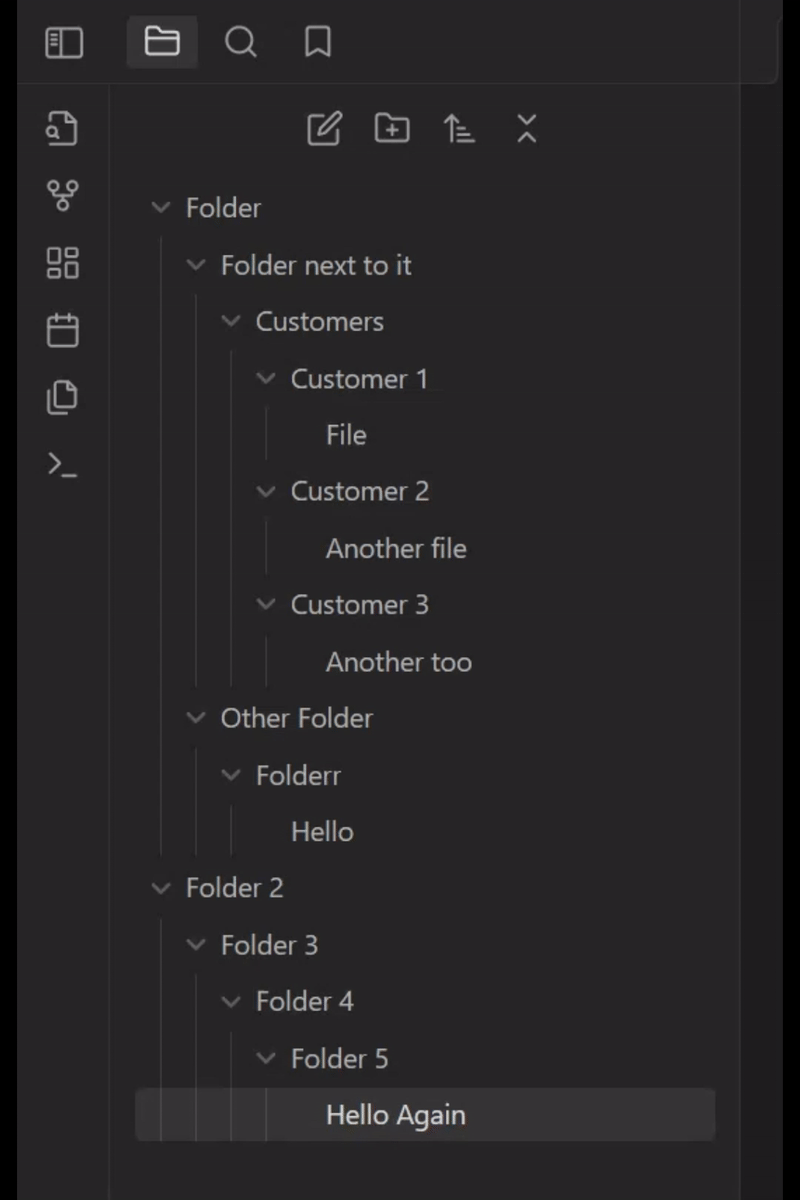 Folder
Folder next to it
Customers
Customer 1
File
Customer 2
Another file
Customer 3
Another too
Other Folder
Folderr
Hello
Folder 2
Folder 3
Folder 4
Folder 5
Hello Again